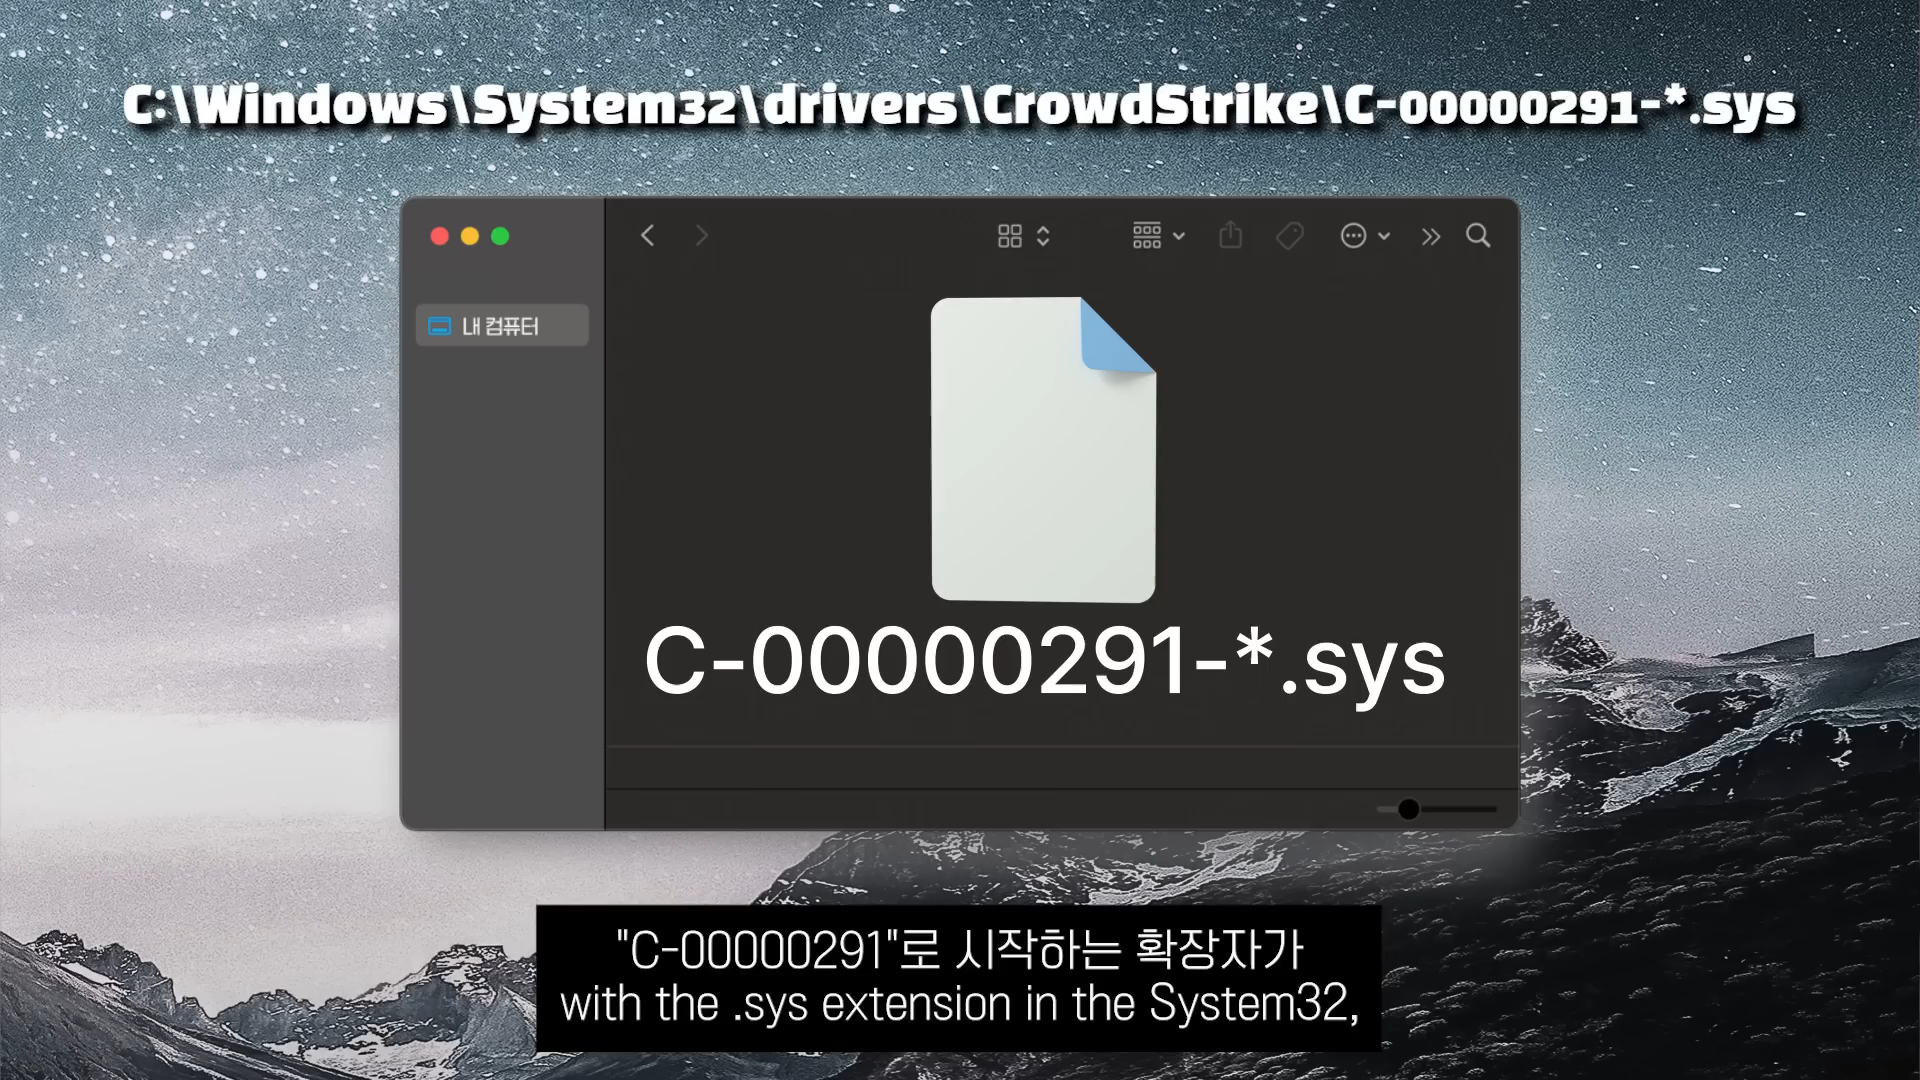 C:\Windows\System32\drivers\CrowdStrike\C-00000291-*.sys
내 컴퓨터
C-00000291-*.sys
"C-00000291"로 시작하는 확장자가
with the .sys extension in the System32,